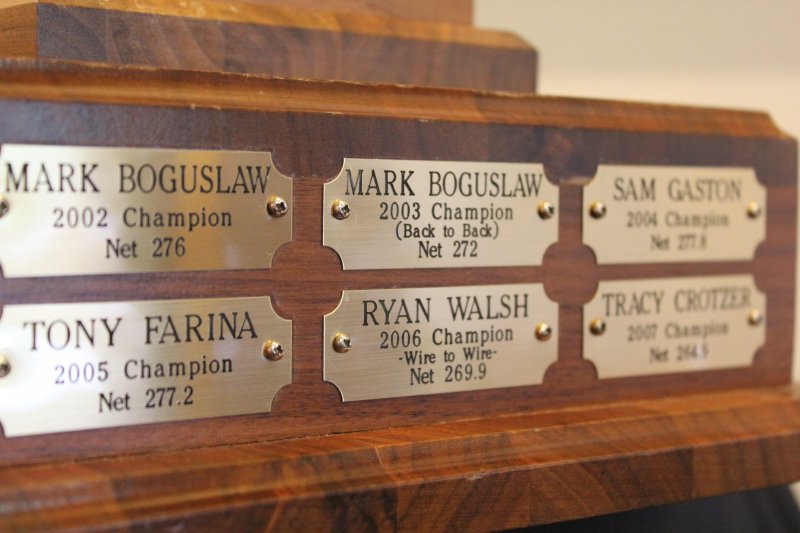 MARK BOGUSLAW
2002 Champion
Net 276
MARK BOGUSLAW
2003 Champion
(Back to Back)
Net 272
SAM GASTON
2004 Champion
Net 277.8
TONY FARINA
2005 Champion
Net 277.2
RYAN WALSH
2006 Champion
-Wire to Wire-
Net 269.9
TRACY CROTZER
2007 Champion
Net